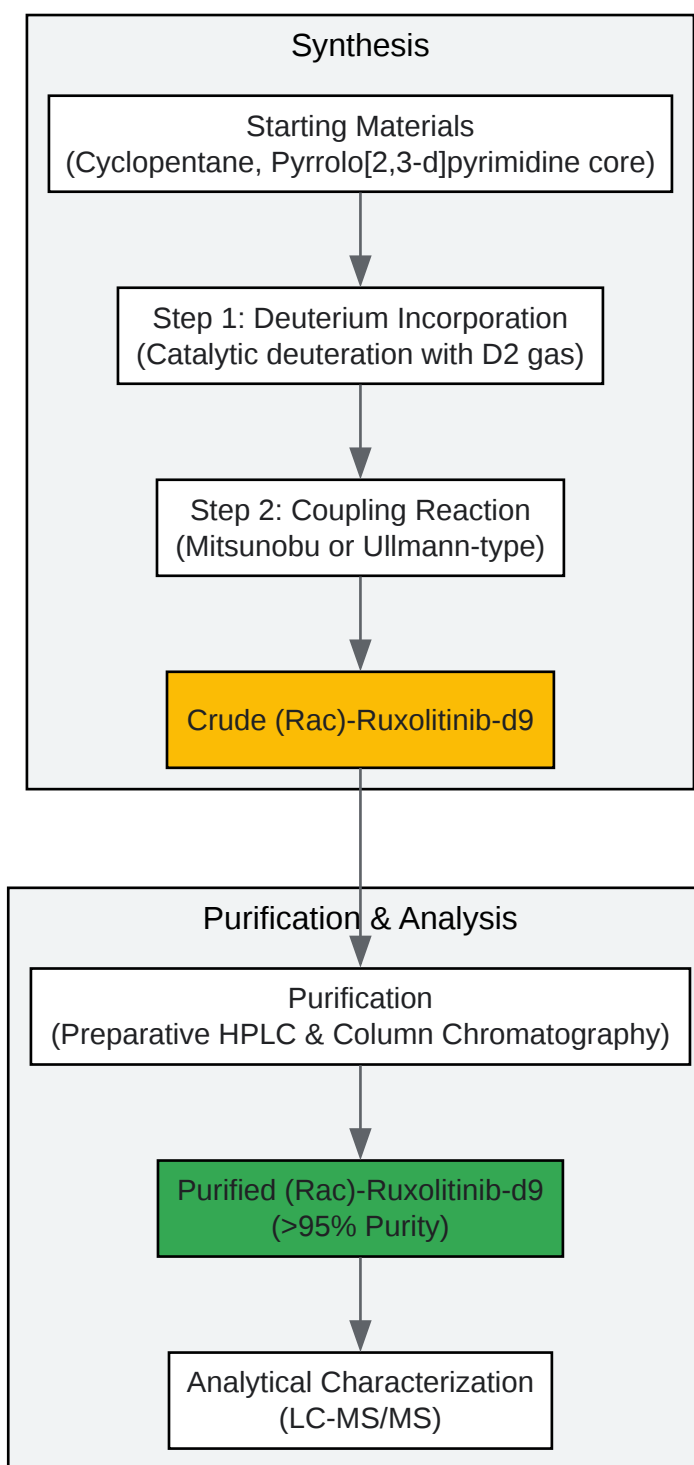 Synthesis
Starting Materials
(Cyclopentane, Pyrrolo[2,3-d]pyrimidine core)
Step 1: Deuterium Incorporation
(Catalytic deuteration with D2 gas)
Step 2: Coupling Reaction
(Mitsunobu or Ullmann-type)
Crude (Rac)-Ruxolitinib-d9
Purification & Analysis
Purification
(Preparative HPLC & Column Chromatography)
Purified (Rac)-Ruxolitinib-d9
(>95% Purity)
Analytical Characterization
(LC-MS/MS)